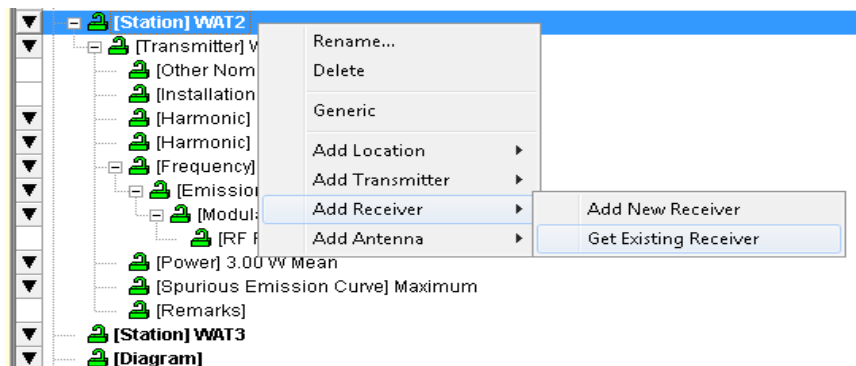 [Station] WAT2
[Transmitter] W
[Other Nom
[Installation
[Harmonic]
[Harmonic]
[Frequency]
[Emission
[Modul
[RF
[Power] 3.00 W Mean
[Spurious Emission Curve] Maximum
[Remarks]
[Station] WAT3
[Diagram]
Rename...
Delete
Generic
Add Location
Add Transmitter
Add Receiver
Add Antenna
Add New Receiver
Get Existing Receiver